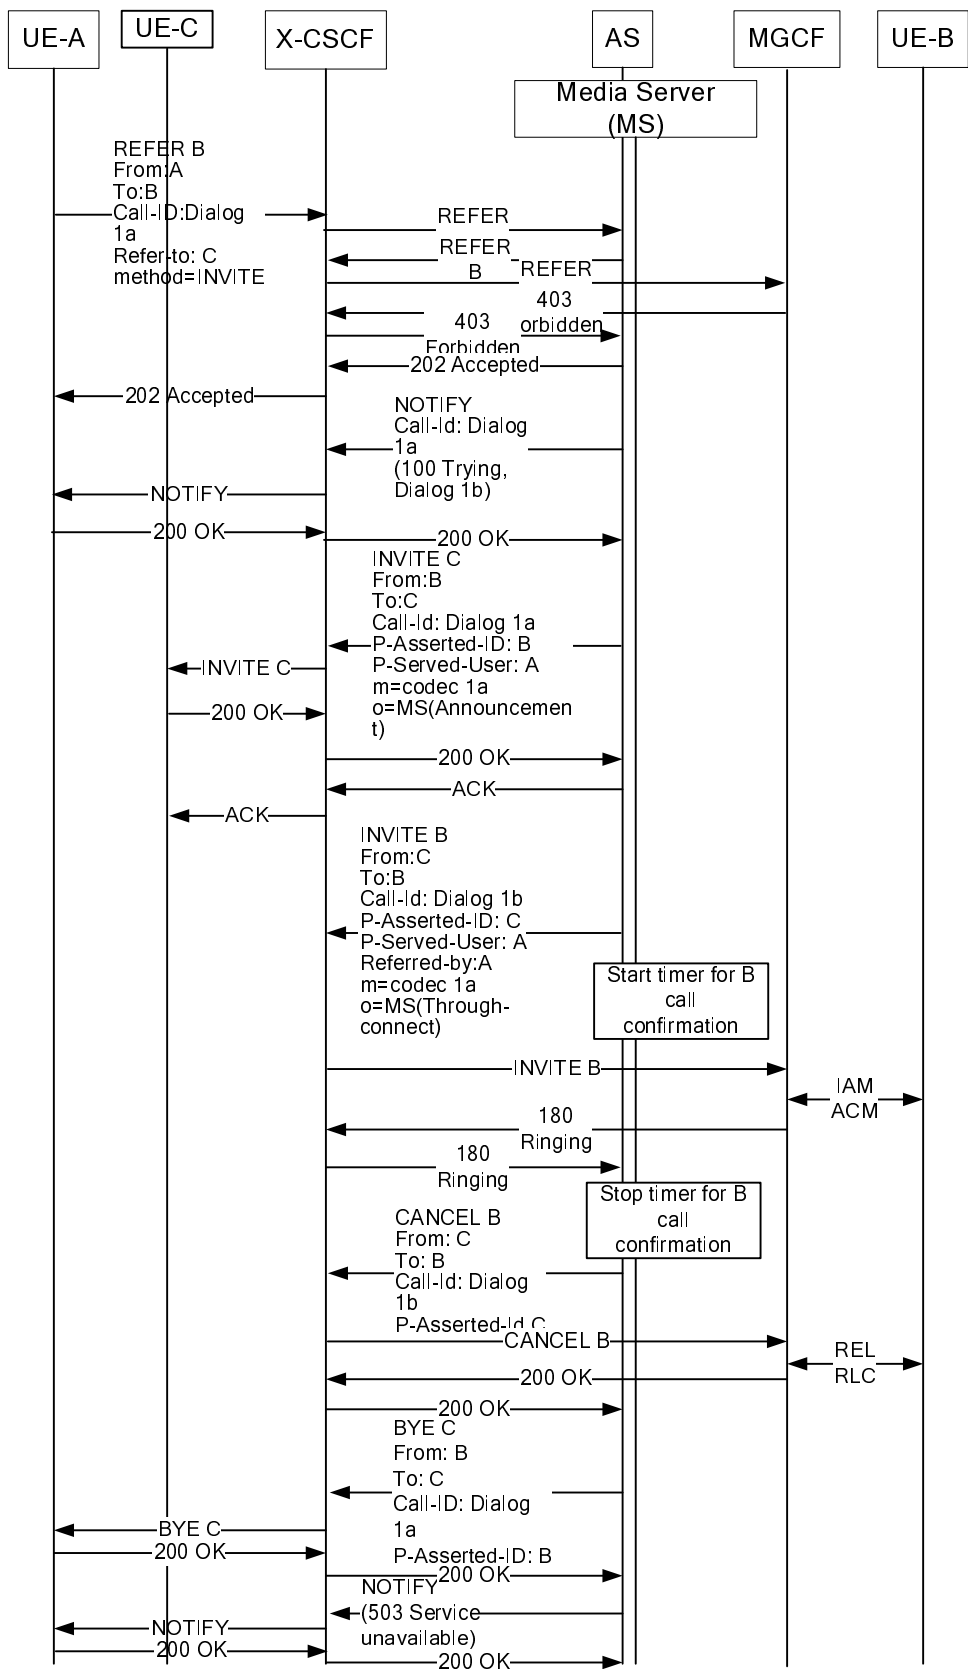 UE-A
UE-C
X-CSCF
AS
MGCF
UE-B
Media Server
(MS)
REFER B
From:A
To:B
Call-ID:Dialog
1a
Refer-to: C
method=INVITE
REFER
REFER
B
REFER
403
orbidden
403
Forbidden
202 Accepted
202 Accepted
NOTIFY
Call-Id: Dialog
1a
(100 Trying,
Dialog 1b)
NOTIFY
200 OK
200 OK
INVITE C
From:B
To:C
Call-Id: Dialog 1a
P-Asserted-ID: B
P-Served-User: A
m=codec 1a
o=MS(Announcemen
t)
INVITE C
200 OK
200 OK
ACK
ACK
INVITE B
From:C
To:B
Call-Id: Dialog 1b
P-Asserted-ID: C
P-Served-User: A
Referred-by:A
m=codec 1a
o=MS(Through-
connect)
Start timer for B
call
confirmation
INVITE B
IAM
ACM
180
Ringing
180
Ringing
Stop timer for B
call
confirmation
CANCEL B
From: C
To: B
Call-Id: Dialog
1b
P-Asserted-Id C
CANCEL B
REL
RLC
200 OK
200 OK
BYE C
From: B
To: C
Call-ID: Dialog
1a
P-Asserted-ID: B
BYE C
200 OK
200 OK
NOTIFY
(503 Service
unavailable)
NOTIFY
200 OK
200 OK